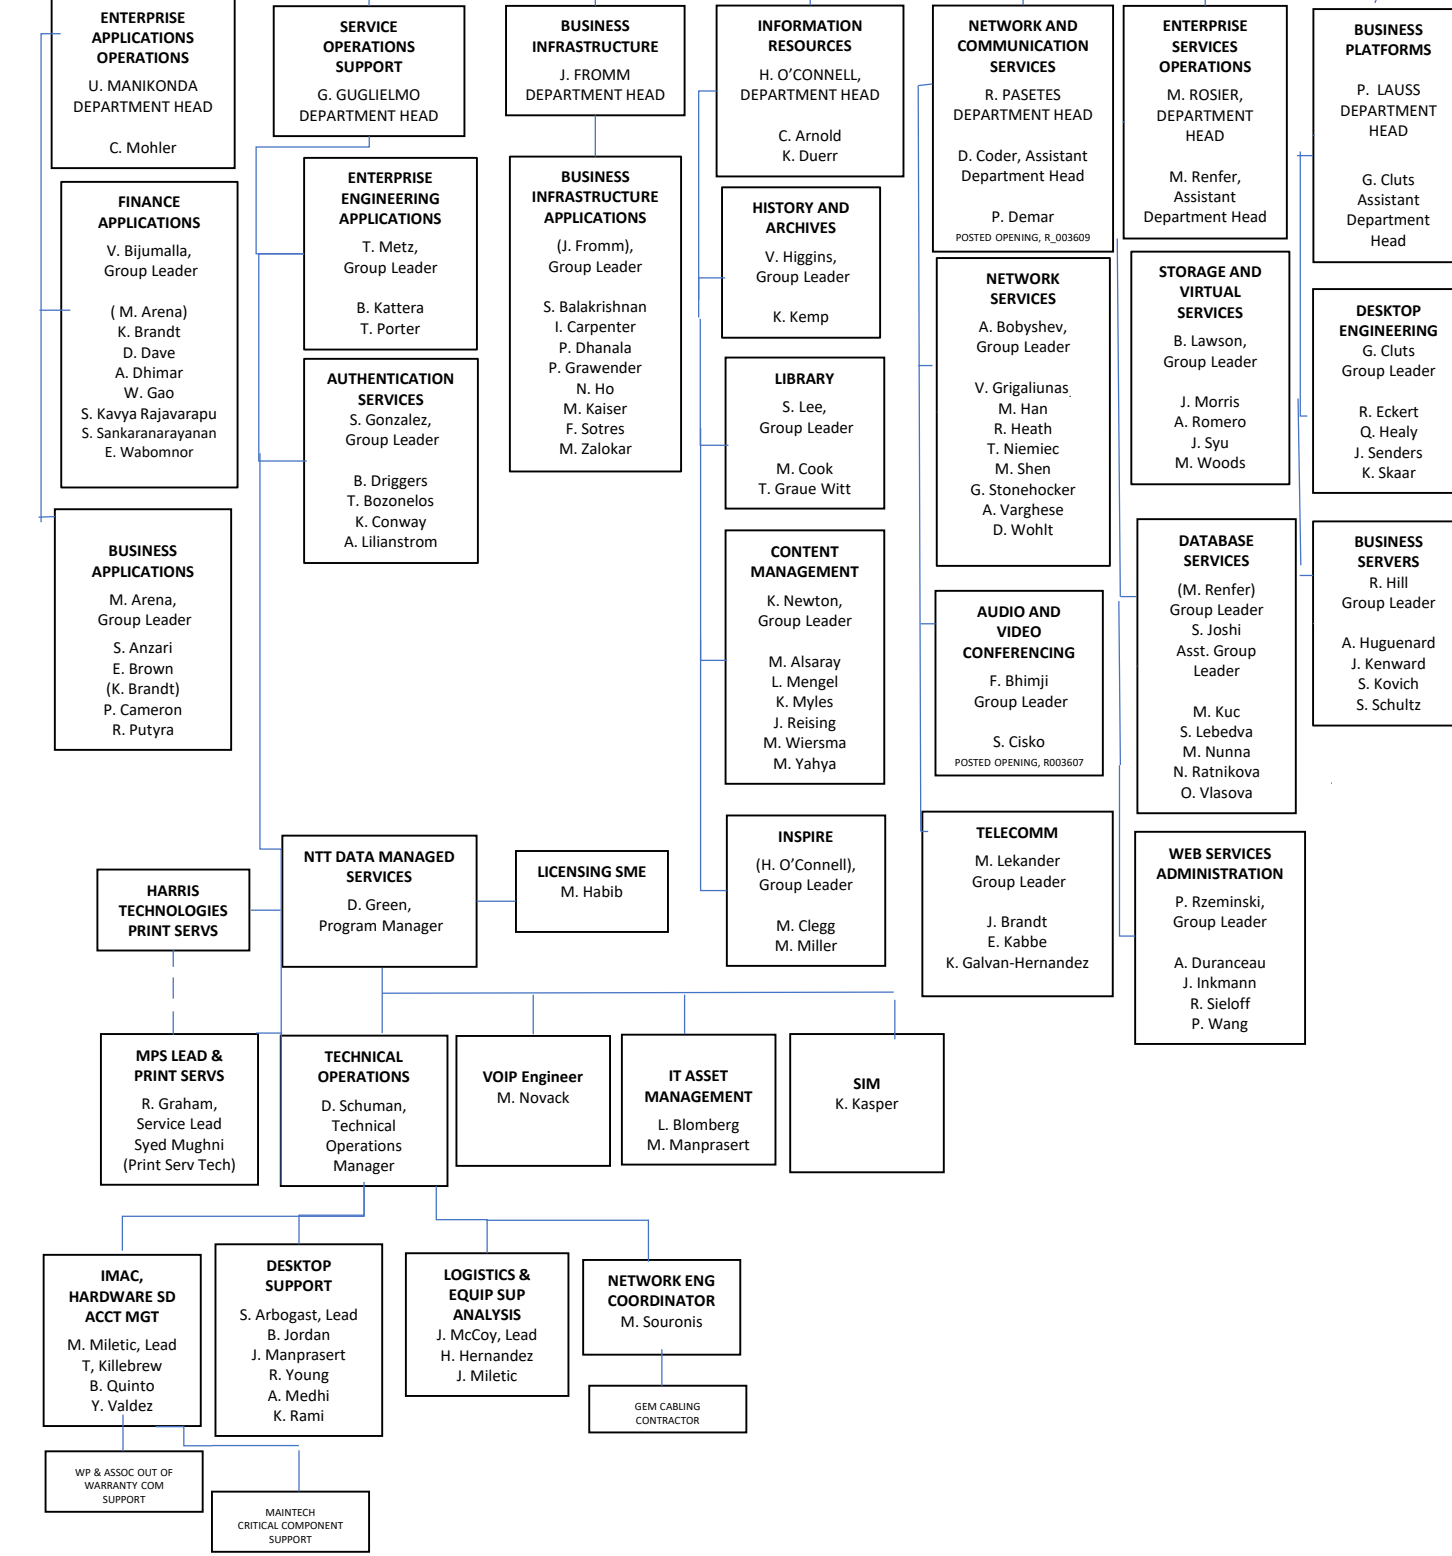 ENTERPRISE
APPLICATIONS
OPERATIONS
U. MANIKONDA
DEPARTMENT HEAD
C. Mohler
FINANCE
APPLICATIONS
V. Bijumalla,
Group Leader
( M. Arena)
K. Brandt
D. Dave
A. Dhimar
W. Gao
S. Kavya Rajavarapu
S. Sankaranarayanan
E. Wabomnor
BUSINESS
APPLICATIONS
M. Arena,
Group Leader
S. Anzari
E. Brown
(K. Brandt)
P. Cameron
R. Putyra
SERVICE
OPERATIONS
SUPPORT
G. GUGLIELMO
DEPARTMENT HEAD
ENTERPRISE
ENGINEERING
APPLICATIONS
T. Metz,
Group Leader
B. Kattera
T. Porter
AUTHENTICATION
SERVICES
S. Gonzalez,
Group Leader
B. Driggers
T. Bozonelos
K. Conway
A. Lilianstrom
BUSINESS
INFRASTRUCTURE
J. FROMM
DEPARTMENT HEAD
BUSINESS
INFRASTRUCTURE
APPLICATIONS
(J. Fromm),
Group Leader
S. Balakrishnan
I. Carpenter
P. Dhanala
P. Grawender
N. Ho
M. Kaiser
F. Sotres
M. Zalokar
INFORMATION
RESOURCES
H. O’CONNELL,
DEPARTMENT HEAD
C. Arnold
K. Duerr
HISTORY AND
ARCHIVES
V. Higgins,
Group Leader
K. Kemp
LIBRARY
S. Lee,
Group Leader
M. Cook
T. Graue Witt
CONTENT
MANAGEMENT
K. Newton,
Group Leader
M. Alsaray
L. Mengel
K. Myles
J. Reising
M. Wiersma
M. Yahya
INSPIRE
(H. O’Connell),
Group Leader
M. Clegg
M. Miller
NETWORK AND
COMMUNICATION
SERVICES
R. PASETES
DEPARTMENT HEAD
D. Coder, Assistant
Department Head
P. Demar
POSTED OPENING, R_003609
NETWORK
SERVICES
A. Bobyshev,
Group Leader
V. Grigaliunas
M. Han
R. Heath
T. Niemiec
M. Shen
G. Stonehocker
A. Varghese
D. Wohlt
AUDIO AND
VIDEO
CONFERENCING
F. Bhimji
Group Leader
S. Cisko
POSTED OPENING, R003607
TELECOMM
M. Lekander
Group Leader
J. Brandt
E. Kabbe
K. Galvan-Hernandez
ENTERPRISE
SERVICES
OPERATIONS
M. ROSIER,
DEPARTMENT
HEAD
M. Renfer,
Assistant
Department Head
STORAGE AND
VIRTUAL
SERVICES
B. Lawson,
Group Leader
J. Morris
A. Romero
J. Syu
M. Woods
DATABASE
SERVICES
(M. Renfer)
Group Leader
S. Joshi
Asst. Group
Leader
M. Kuc
S. Lebedva
M. Nunna
N. Ratnikova
O. Vlasova
WEB SERVICES
ADMINISTRATION
P. Rzeminski,
Group Leader
A. Duranceau
J. Inkmann
R. Sieloff
P. Wang
BUSINESS
PLATFORMS
P. LAUSS
DEPARTMENT
HEAD
G. Cluts
Assistant
Department
Head
DESKTOP
ENGINEERING
G. Cluts
Group Leader
R. Eckert
Q. Healy
J. Senders
K. Skaar
BUSINESS
SERVERS
R. Hill
Group Leader
A. Huguenard
J. Kenward
S. Kovich
S. Schultz
HARRIS
TECHNOLOGIES
PRINT SERVS
NTT DATA MANAGED
SERVICES
D. Green,
Program Manager
LICENSING SME
M. Habib
MPS LEAD &
PRINT SERVS
R. Graham,
Service Lead
Syed Mughni
(Print Serv Tech)
TECHNICAL
OPERATIONS
D. Schuman,
Technical
Operations
Manager
VOIP Engineer
M. Novack
IT ASSET
MANAGEMENT
L. Blomberg
M. Manprasert
SIM
K. Kasper
IMAC,
HARDWARE SD
ACCT MGT
M. Miletic, Lead
T, Killebrew
B. Quinto
Y. Valdez
DESKTOP
SUPPORT
S. Arbogast, Lead
B. Jordan
J. Manprasert
R. Young
A. Medhi
K. Rami
LOGISTICS &
EQUIP SUP
ANALYSIS
J. McCoy, Lead
H. Hernandez
J. Miletic
NETWORK ENG
COORDINATOR
M. Souronis
GEM CABLING
CONTRACTOR
WP & ASSOC OUT OF
WARRANTY COM
SUPPORT
MAINTECH
CRITICAL COMPONENT
SUPPORT